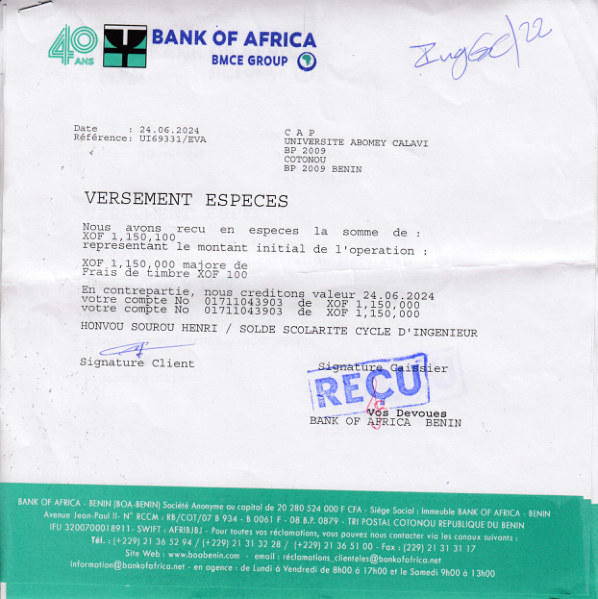 40 ANS
BANK OF AFRICA
BMCE GROUP
Date : 24.06.2024
Référence: UI69331/EVA
C A P
UNIVERSITE ABOMEY CALAVI
BP 2009
COTONOU
BP 2009 BENIN
VERSEMENT ESPECES
Nous avons recu en especes la somme de :
XOF 1,150,100
representant le montant initial de l'operation :
XOF 1,150,000 majore de
Frais de timbre XOF 100
En contrepartie, nous creditons valeur 24.06.2024
votre compte No 01711043903 de XOF 1,150,000
votre compte No 01711043903 de XOF 1,150,000
HONVOU SOUROU HENRI / SOLDE SCOLARITE CYCLE D'INGENIEUR
Signature Client
Signature Caissier
RECU
Vos Devoues
BANK OF AFRICA BENIN
BANK OF AFRICA - BENIN (BOA-BENIN) Société Anonyme au capital de 20 280 524 000 F CFA - Siége Social : Immeuble BANK OF AFRICA - BENIN
Avenue Jean-Paul II- N° RCCM : RB/COT/07 B 934 - B 0061 F - 08 B.P. 0879 - TRI POSTAL COTONOU REPUBLIQUE DU BENIN
IFU 3200700018911- SWIFT : AFRIBJBJ - Pour toutes vos réclamations, vous pouvez nous contacter via les canaux suivants :
Tél. : (+229) 21 36 52 94 / (+229) 21 31 32 28 / (+229) 21 36 51 00 - Fax : (229) 21 31 31 17
Site Web : www.boabenin.com - email : réclamations_clienteles@bankofafrica.net
information@bankofafrica.net - en agence : de Lundi à Vendredi de 8h00 à 17h00 et le Samedi 9h00 à 13h00